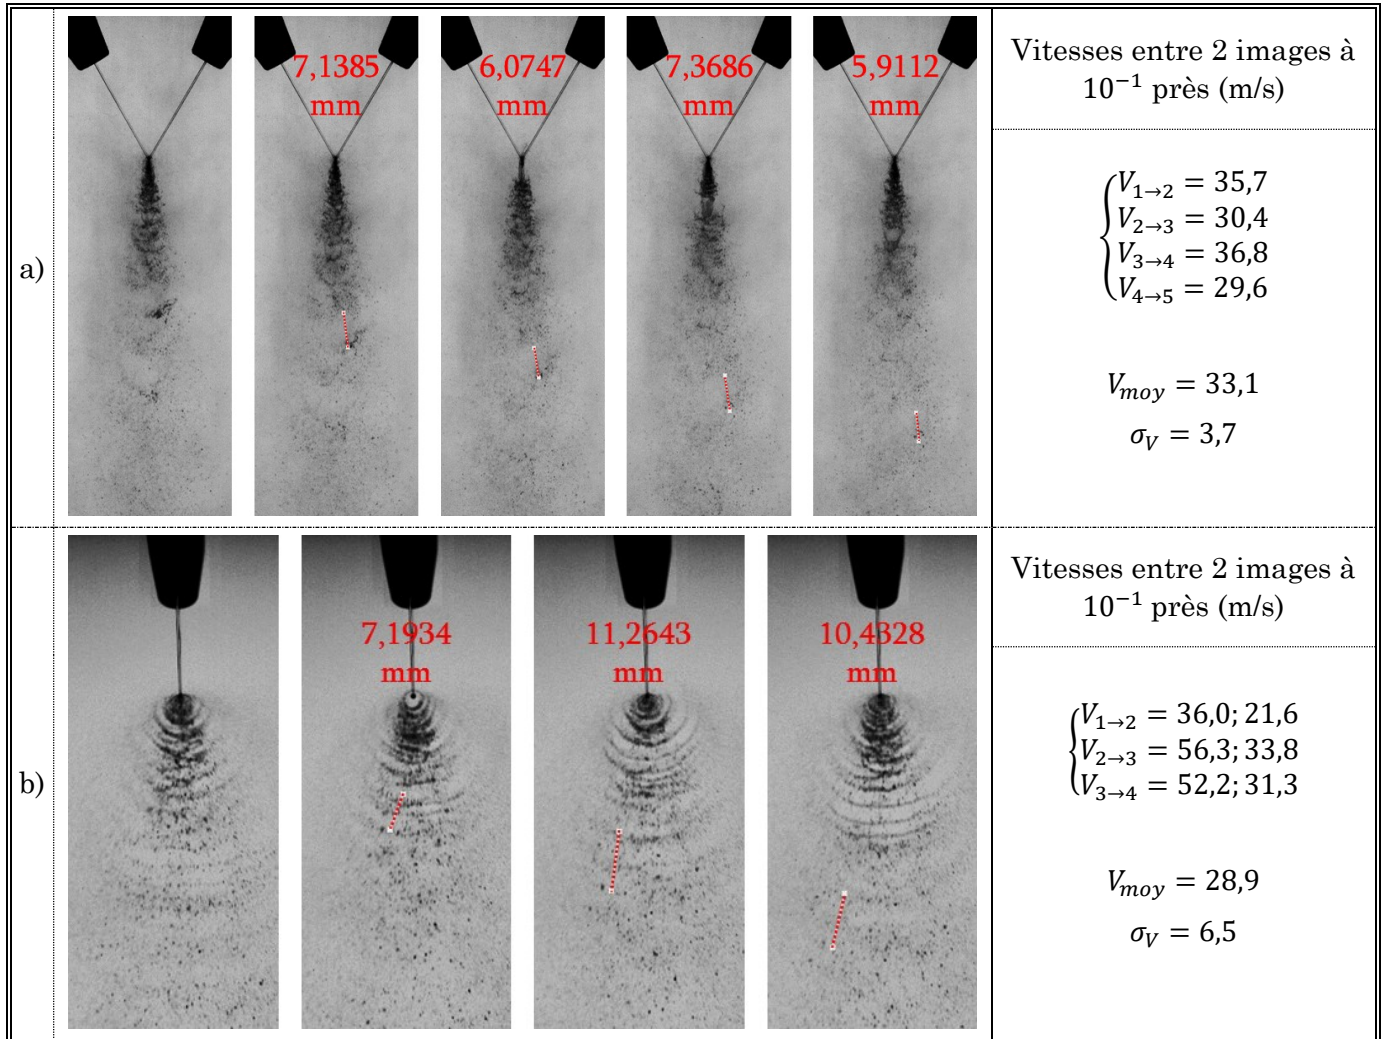 a)
7,1385
mm
6,0747
mm
7,3686
mm
5,9112
mm
Vitesses entre 2 images à
10⁻¹ près (m/s)
V₁→₂ = 35,7
V₂→₃ = 30,4
V₃→₄ = 36,8
V₄→₅ = 29,6
Vₘₒᵧ = 33,1
σ_V = 3,7
b)
7,1934
mm
11,2643
mm
10,4328
mm
Vitesses entre 2 images à
10⁻¹ près (m/s)
V₁→₂ = 36,0; 21,6
V₂→₃ = 56,3; 33,8
V₃→₄ = 52,2; 31,3
Vₘₒᵧ = 28,9
σ_V = 6,5